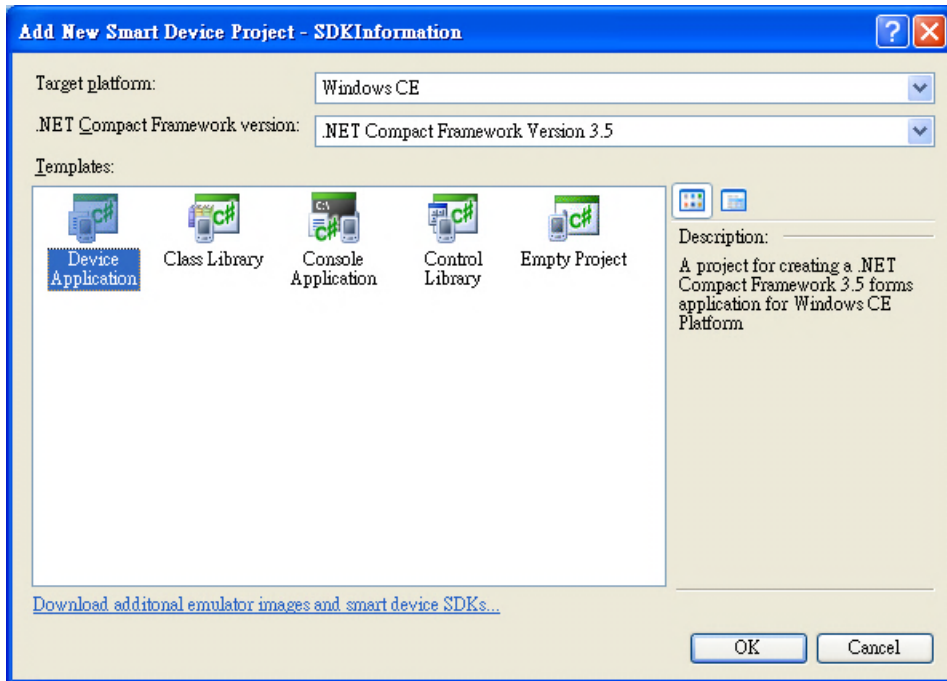 Add New Smart Device Project - SDKInformation
Target platform:
Windows CE
.NET Compact Framework version:
.NET Compact Framework Version 3.5
Templates:
Device Application
Class Library
Console Application
Control Library
Empty Project
Description:
A project for creating a .NET
Compact Framework 3.5 forms
application for Windows CE
Platform
Download additonal emulator images and smart device SDKs...
OK
Cancel